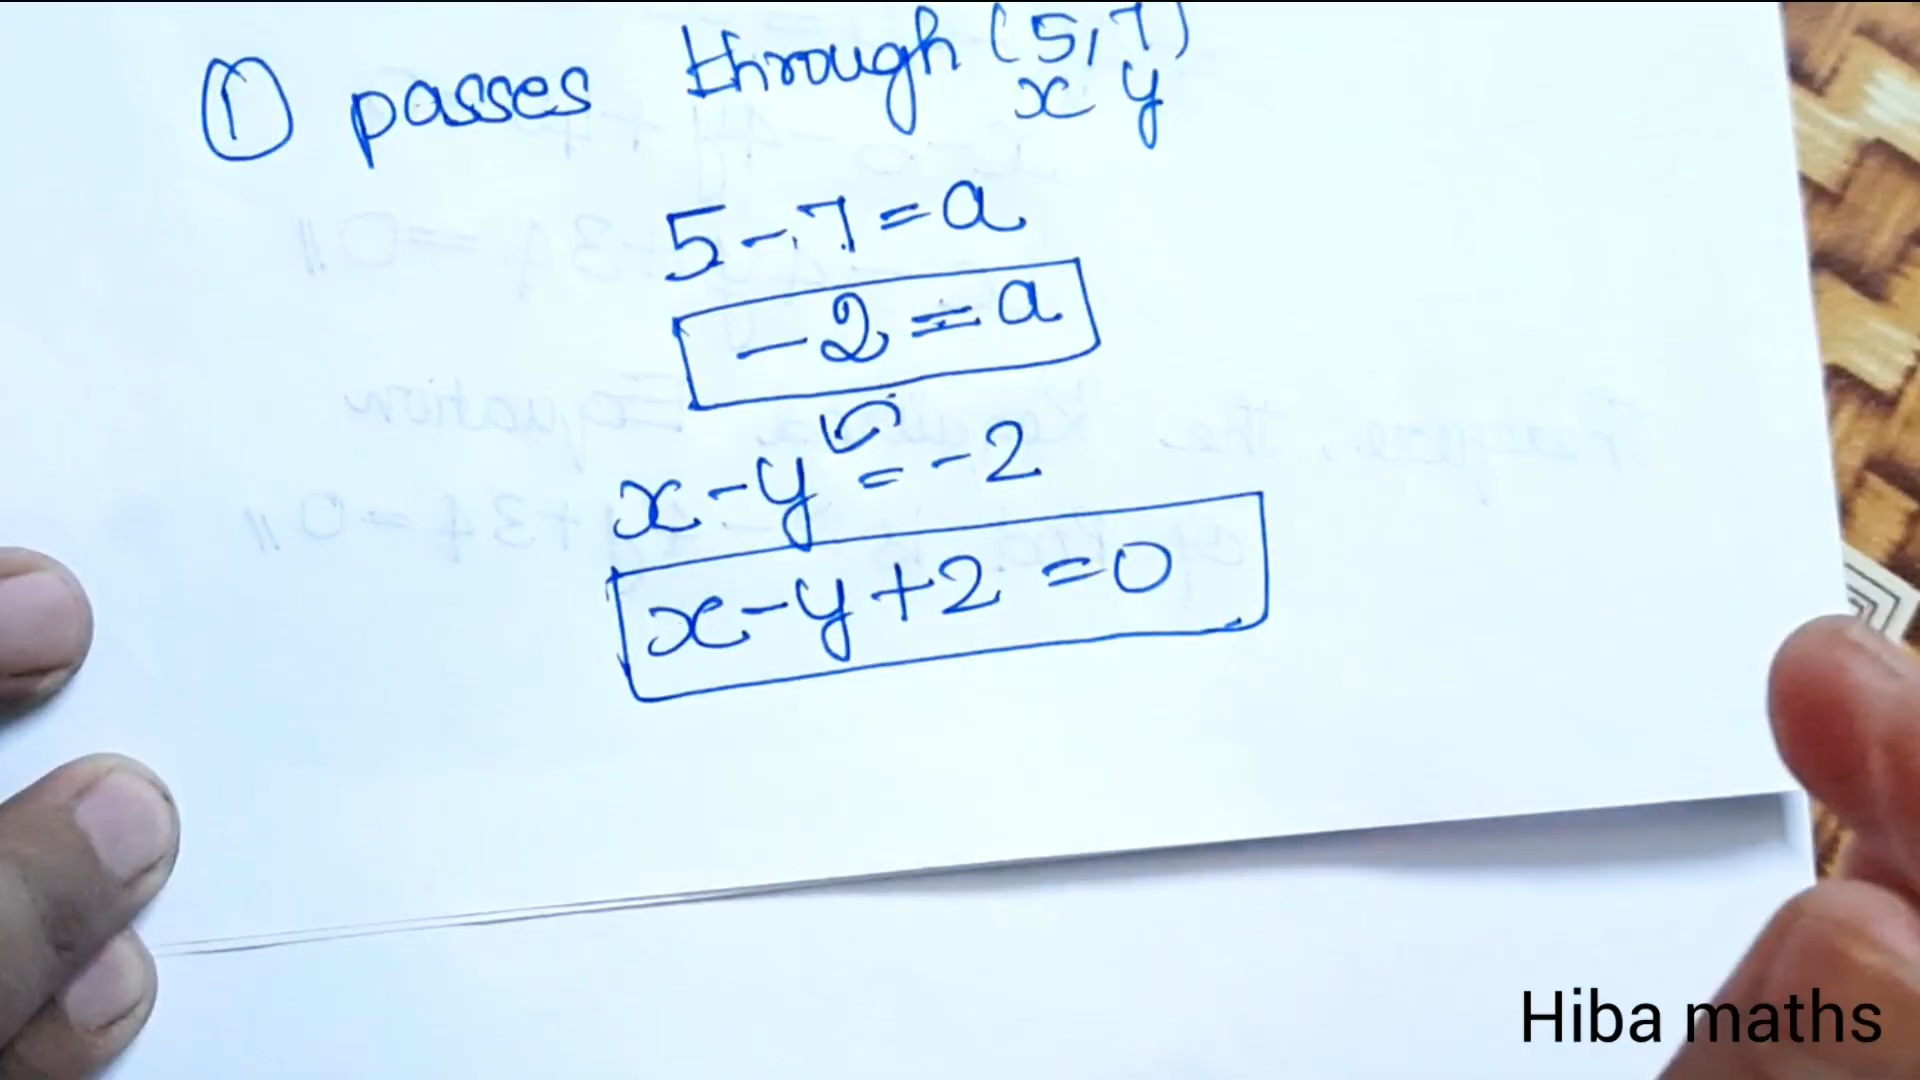 ① passes through (5,7)
x y
5-7=a
-2=a
x-y=-2
x-y+2=0
Hiba maths